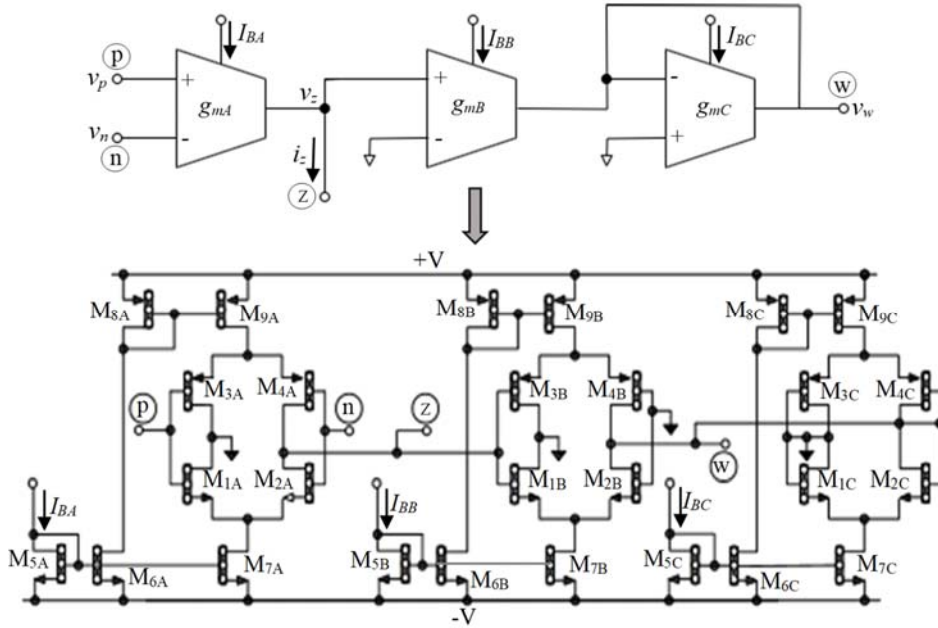 I_BA I_BB I_BC
p w
v_p + + -
g_mA v_z g_mB g_mC v_w
v_n - - +
n i_z
z
+V
M_8A M_9A M_8B M_9B M_8C M_9C
M_3A M_4A M_3B M_4B M_3C M_4C
p n z
w
M_1A M_2A M_1B M_2B M_1C M_2C
I_BA I_BB I_BC
M_5A M_7A M_5B M_7B M_5C M_7C
M_6A M_6B M_6C
-V